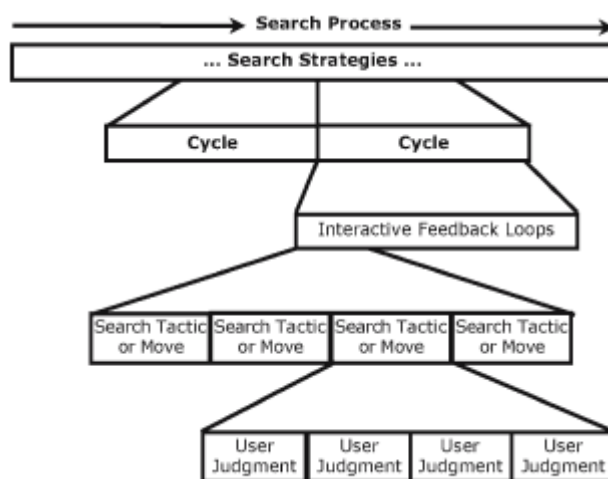 Search Process
... Search Strategies ...
Cycle Cycle
Interactive Feedback Loops
Search Tactic Search Tactic Search Tactic Search Tactic
or Move or Move or Move or Move
User User User User
Judgment Judgment Judgment Judgment